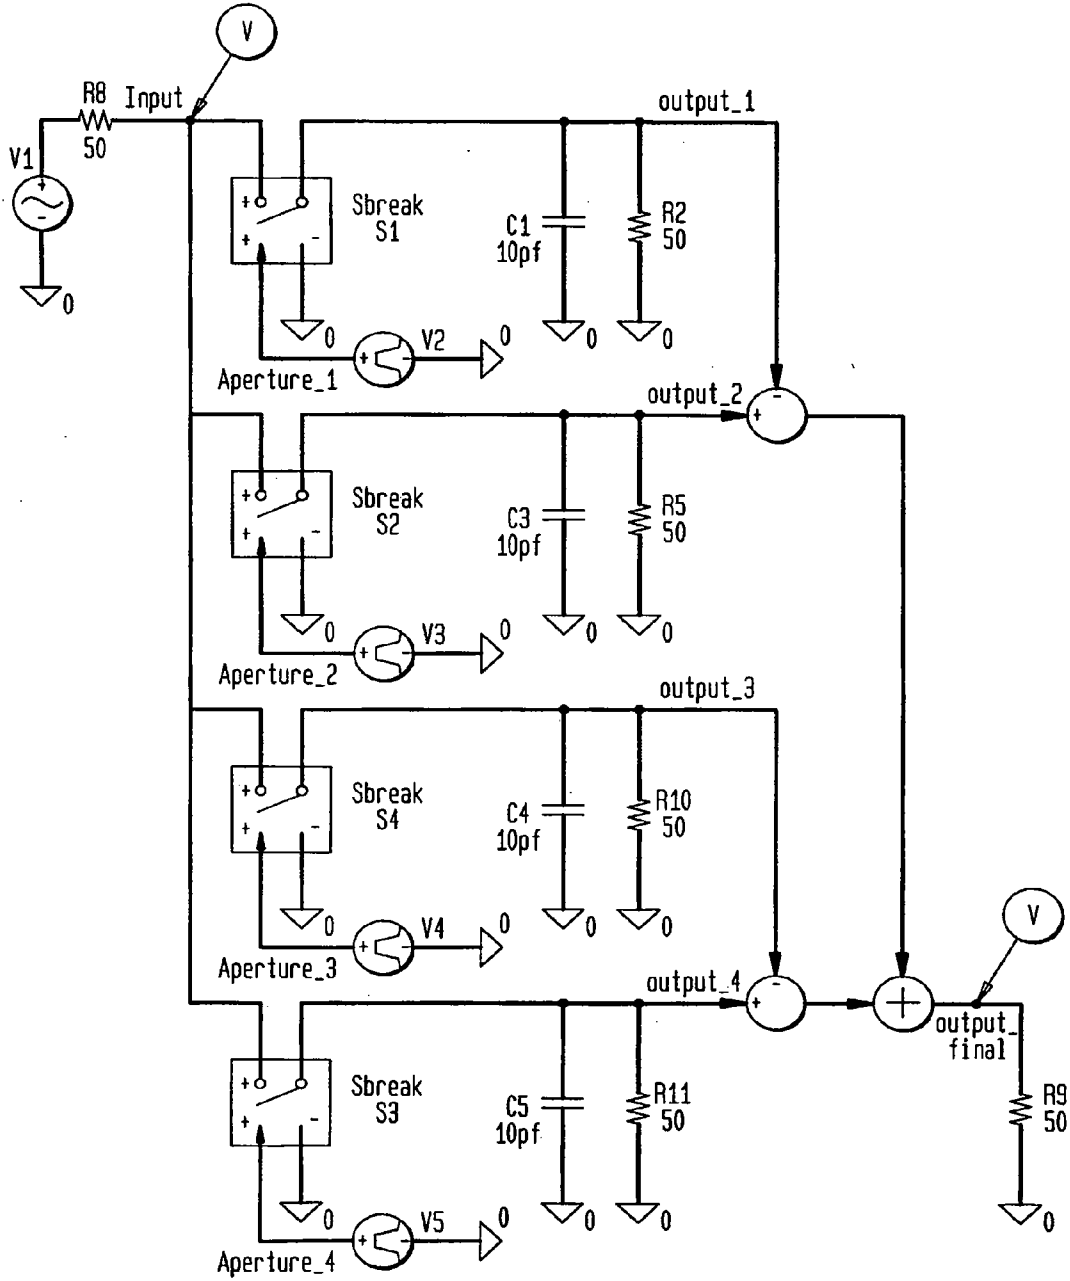 V
R8
Input
50
V1
+
-
0
output_1
+
+
-
Sbreak
S1
C1
10pf
R2
50
0
0
0
V2
0
+
Aperture_1
output_2
-
+
+
+
-
Sbreak
S2
C3
10pf
R5
50
0
0
0
V3
0
+
Aperture_2
output_3
+
+
-
Sbreak
S4
C4
10pf
R10
50
0
0
0
V4
0
+
Aperture_3
V
output_4
-
+
+
output_
final
+
+
-
Sbreak
S3
C5
10pf
R11
50
R9
50
0
0
0
0
V5
0
+
Aperture_4